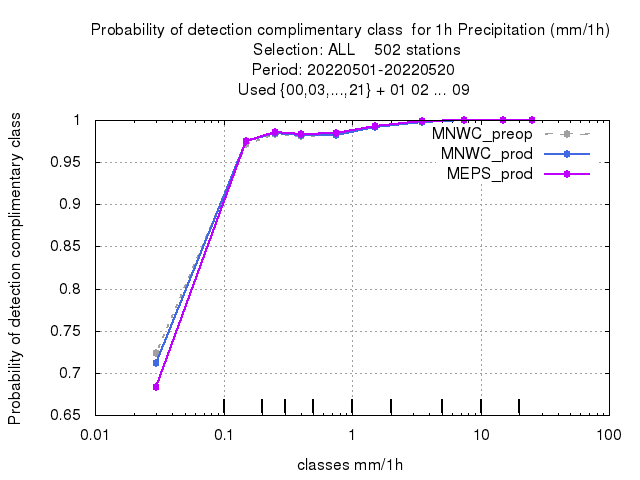 Probability of detection complimentary class for 1h Precipitation (mm/1h)
Selection: ALL 502 stations
Period: 20220501-20220520
Used {00,03,...,21} + 01 02 ... 09
Probability of detection complimentary class
1
0.95
0.9
0.85
0.8
0.75
0.7
0.65
MNWC_preop
MNWC_prod
MEPS_prod
0.01 0.1 1 10 100
classes mm/1h